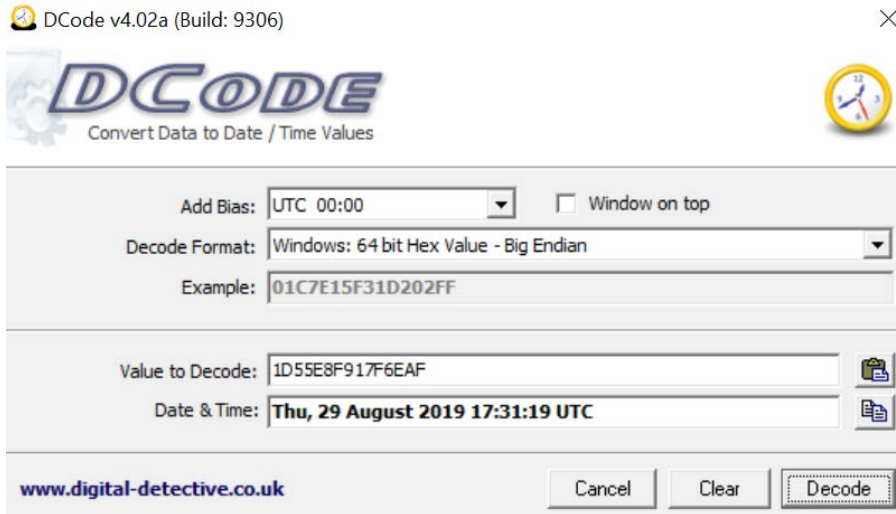 DCode v4.02a (Build: 9306)
DCODE
Convert Data to Date / Time Values
Add Bias: UTC 00:00 Window on top
Decode Format: Windows: 64 bit Hex Value - Big Endian
Example: 01C7E15F31D202FF
Value to Decode: 1D55E8F917F6EAF
Date & Time: Thu, 29 August 2019 17:31:19 UTC
www.digital-detective.co.uk Cancel Clear Decode